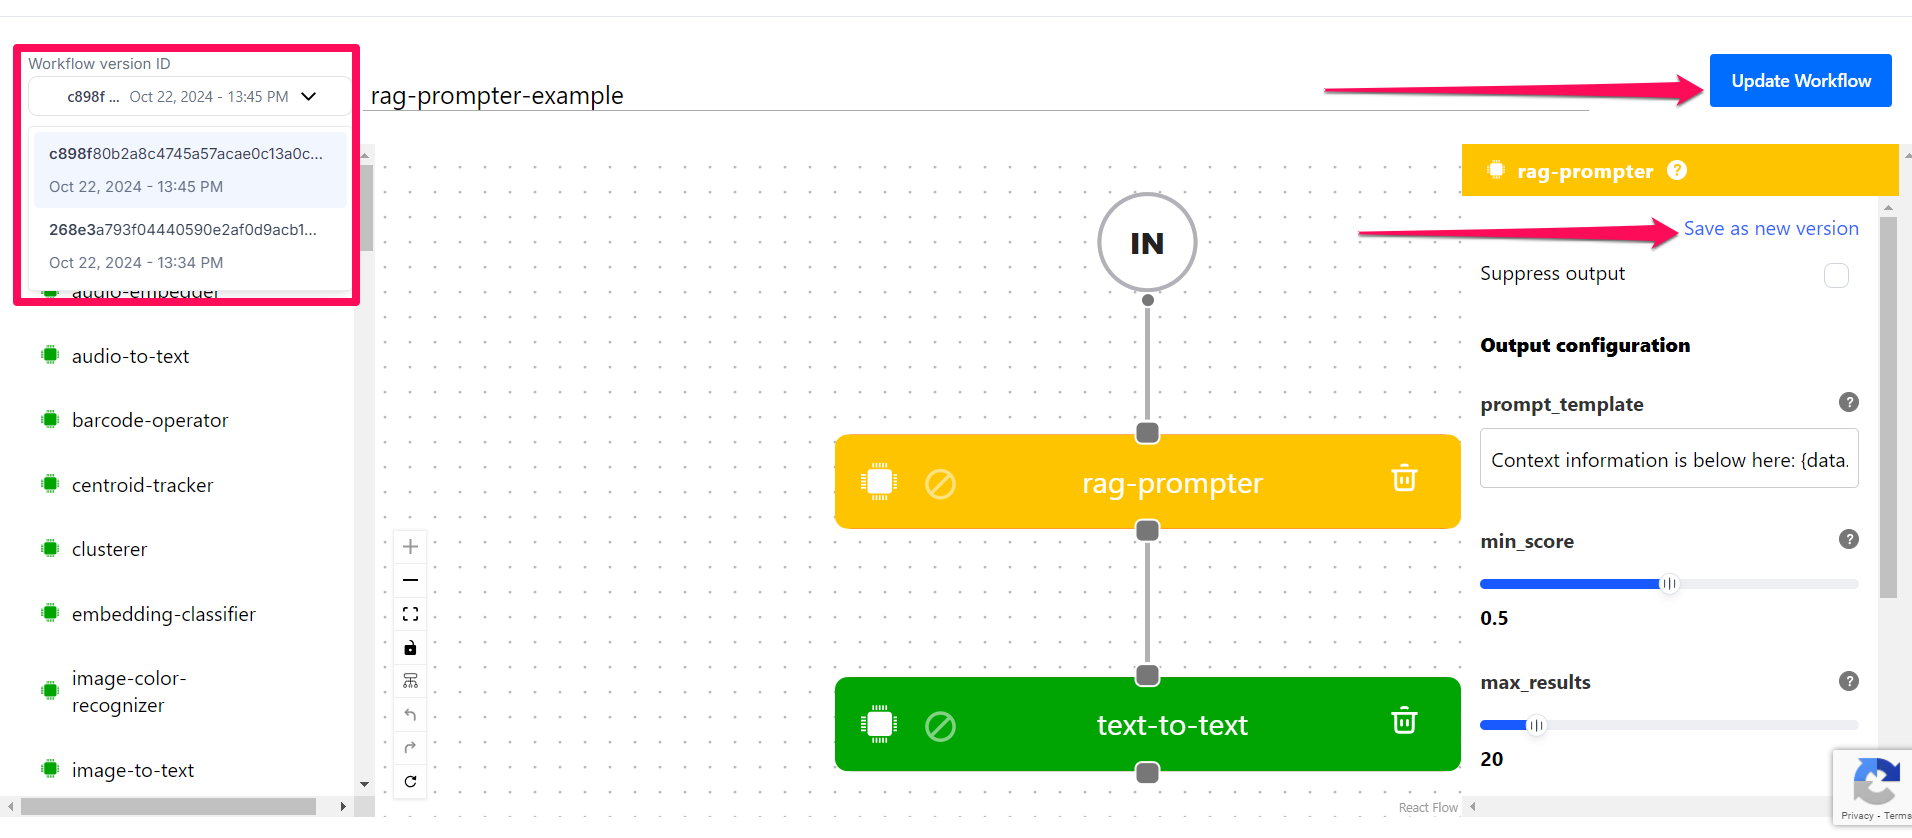 Workflow version ID
c898f ... Oct 22, 2024 - 13:45 PM
rag-prompter-example
Update Workflow
c898f80b2a8c4745a57acae0c13a0c...
Oct 22, 2024 - 13:45 PM
268e3a793f04440590e2af0d9acb1...
Oct 22, 2024 - 13:34 PM
audio-embedder
audio-to-text
barcode-operator
centroid-tracker
clusterer
embedding-classifier
image-color-
recognizer
image-to-text
IN
rag-prompter
text-to-text
React Flow
rag-prompter ?
Save as new version
Suppress output
Output configuration
prompt_template ?
Context information is below here: {data.
min_score ?
0.5
max_results ?
20
Privacy - Terms